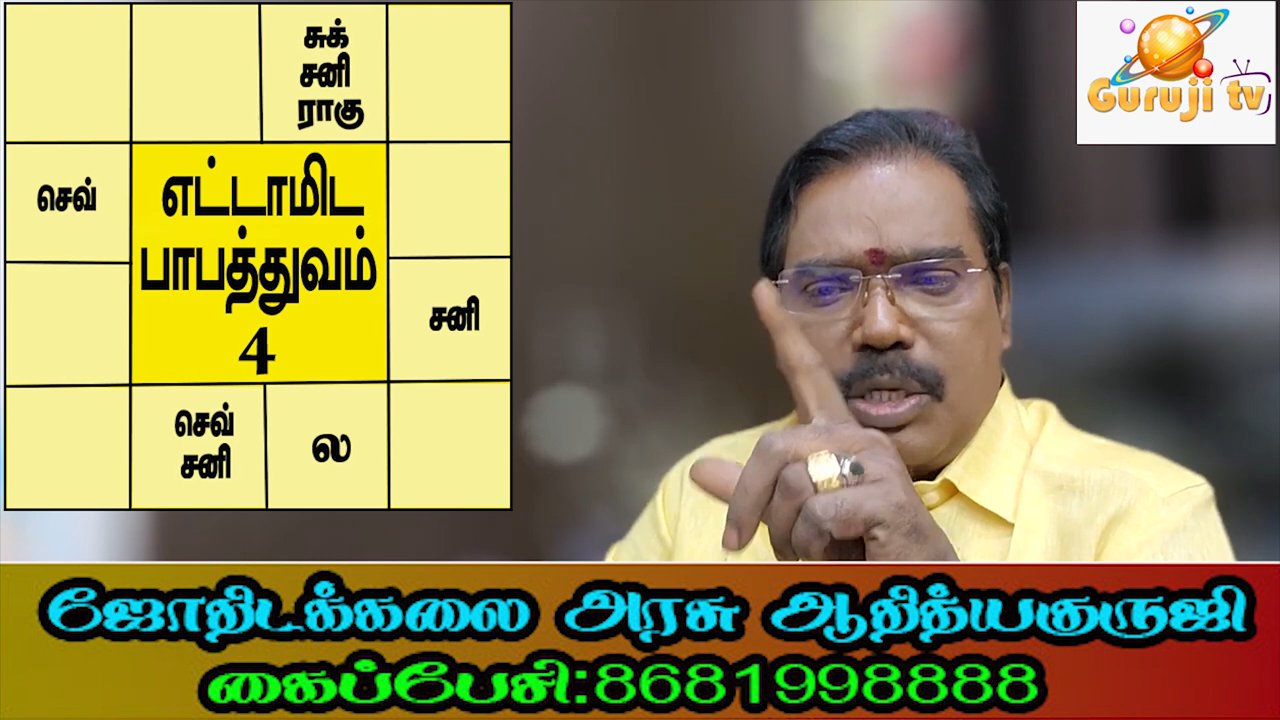 சுக்
சனி
ராகு
Guruji tv
செவ்
எட்டாமிட
பாபத்துவம்
4
சனி
செவ்
சனி
ல
ஜோதிடக்கலை அரசு ஆதித்யகுருஜி
கைப்பேசி:8681998888